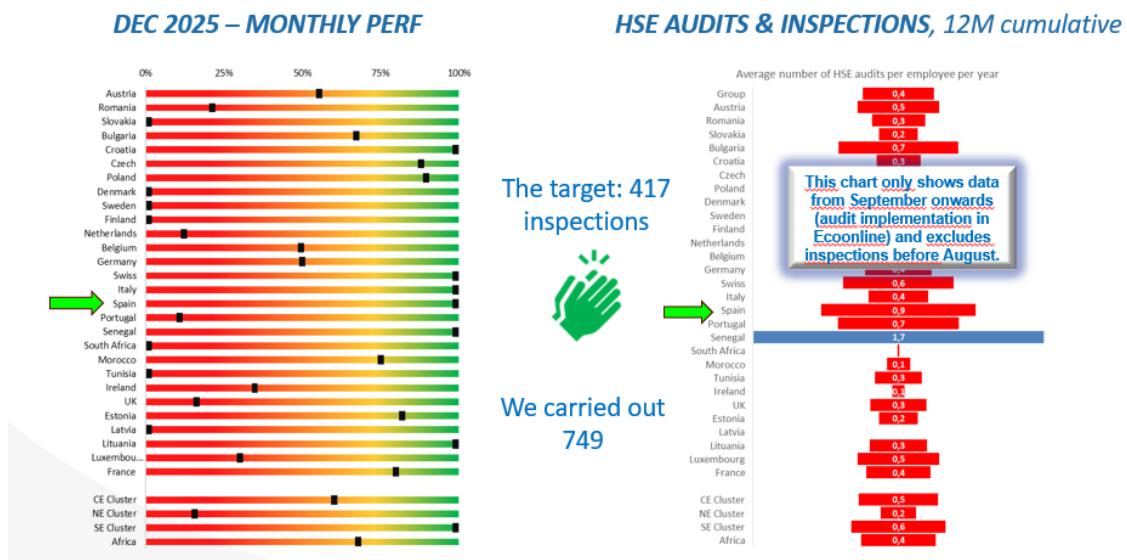 DEC 2025 – MONTHLY PERF
0%
25%
50%
75%
100%
Austria
Romania
Slovakia
Bulgaria
Croatia
Czech
Poland
Denmark
Sweden
Finland
Netherlands
Belgium
Germany
Swiss
Italy
Spain
Portugal
Senegal
South Africa
Morocco
Tunisia
Ireland
UK
Estonia
Latvia
Lituania
Luxembou...
France
CE Cluster
NE Cluster
SE Cluster
Africa
The target: 417
inspections
We carried out
749
HSE AUDITS & INSPECTIONS, 12M cumulative
Average number of HSE audits per employee per year
Group 0,4
Austria 0,5
Romania 0,3
Slovakia 0,2
Bulgaria 0,7
Croatia 0,3
Czech
Poland
Denmark
Sweden
Finland
Netherlands
Belgium
Germany 0,4
Swiss 0,6
Italy 0,4
Spain 0,9
Portugal 0,7
Senegal 1,7
South Africa
Morocco 0,1
Tunisia 0,3
Ireland 0,1
UK 0,3
Estonia 0,2
Latvia
Lituania 0,3
Luxembourg 0,5
France 0,4
CE Cluster 0,5
NE Cluster 0,2
SE Cluster 0,6
Africa 0,4
This chart only shows data
from September onwards
(audit implementation in
Ecoonline) and excludes
inspections before August.